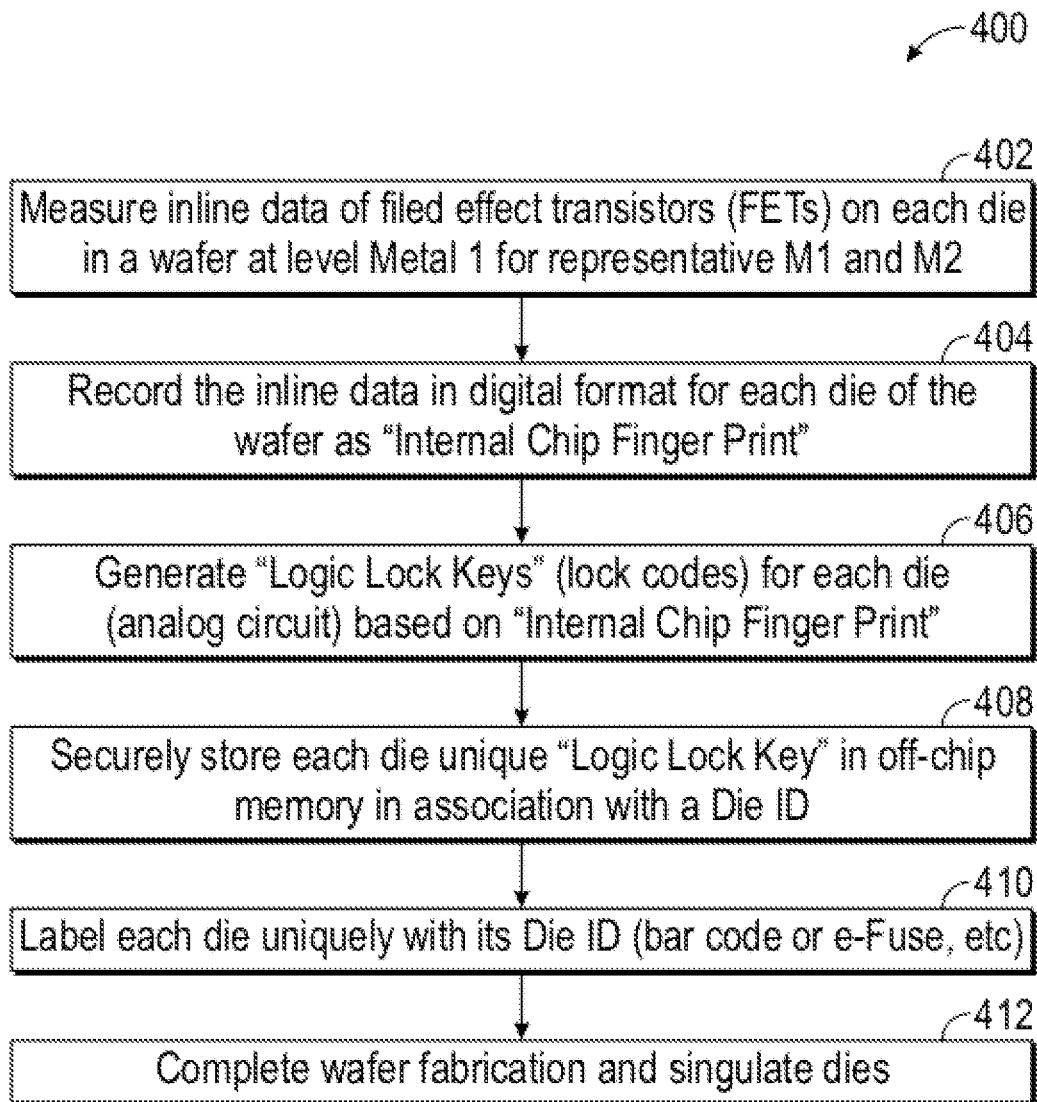 400
402
Measure inline data of filed effect transistors (FETs) on each die
in a wafer at level Metal 1 for representative M1 and M2
404
Record the inline data in digital format for each die of the
wafer as “Internal Chip Finger Print”
406
Generate “Logic Lock Keys” (lock codes) for each die
(analog circuit) based on “Internal Chip Finger Print”
408
Securely store each die unique “Logic Lock Key” in off-chip
memory in association with a Die ID
410
Label each die uniquely with its Die ID (bar code or e-Fuse, etc)
412
Complete wafer fabrication and singulate dies